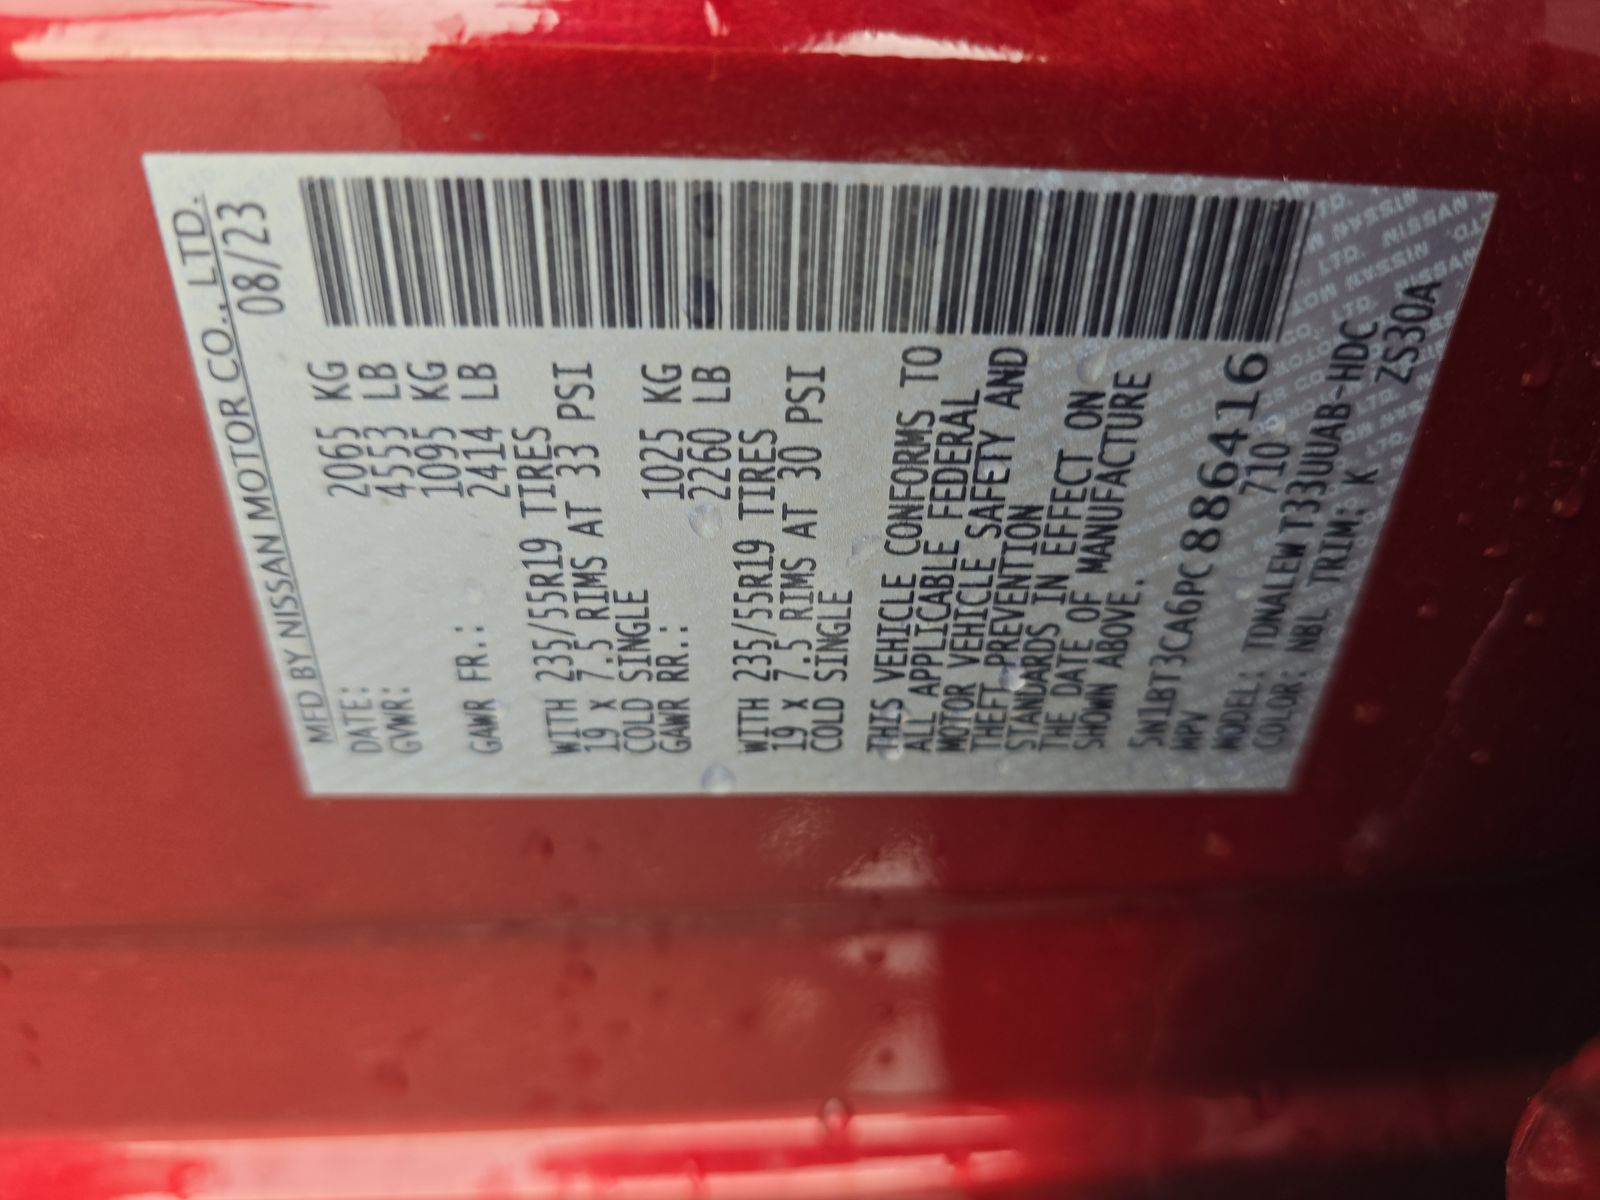 MFD BY NISSAN MOTOR CO., LTD.
DATE: 08/23
GVWR: 2065 KG
4553 LB
GAWR FR.: 1095 KG
2414 LB
WITH 235/55R19 TIRES
19 X 7.5 RIMS AT 33 PSI
COLD SINGLE
GAWR RR.: 1025 KG
2260 LB
WITH 235/55R19 TIRES
19 X 7.5 RIMS AT 30 PSI
COLD SINGLE
THIS VEHICLE CONFORMS TO
ALL APPLICABLE FEDERAL
MOTOR VEHICLE SAFETY AND
THEFT PREVENTION
STANDARDS IN EFFECT ON
THE DATE OF MANUFACTURE
SHOWN ABOVE.
5N1BT3CA6PC886416
MPV 710
MODEL: TDNALEWT33UUAB-HDC
COLOR: NBL TRIM: K ZS30A